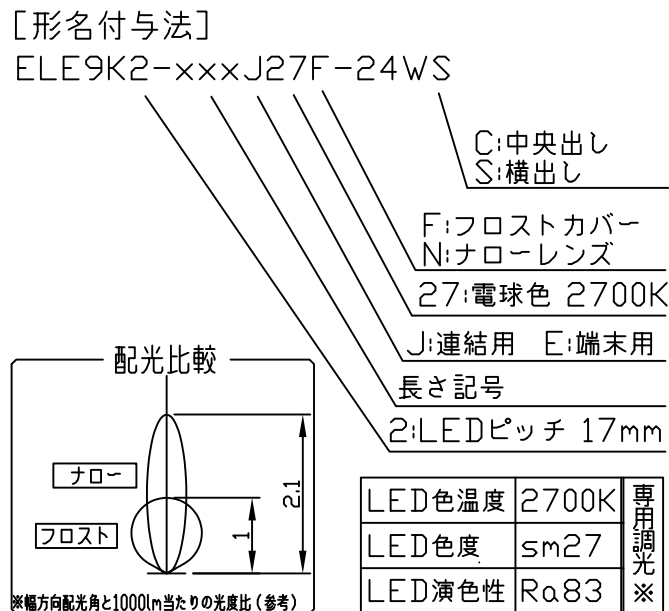 [形名付与法]
ELE9K2-xxxJ27F-24WS
C:中央出し
S:横出し
F:フロストカバー
N:ナローレンズ
27:電球色 2700K
J:連結用 E:端末用
長さ記号
2:LEDピッチ 17mm
配光比較
ナロー
フロスト
1
2.1
※幅方向配光角と1000lm当たりの光度比(参考)
LED色温度 2700K
LED色度 sm27
LED演色性 Ra83
専用調光※